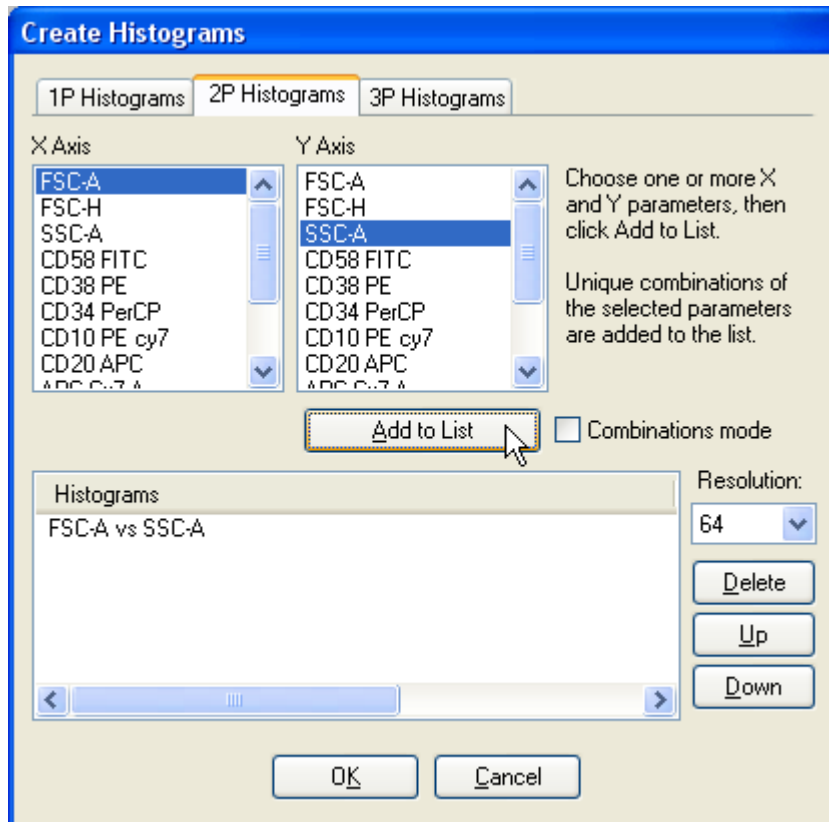 Create Histograms
1P Histograms 2P Histograms 3P Histograms
X Axis
FSC-A
FSC-H
SSC-A
CD58 FITC
CD38 PE
CD34 PerCP
CD10 PE cy7
CD20 APC
APC Cy7 A
Y Axis
FSC-A
FSC-H
SSC-A
CD58 FITC
CD38 PE
CD34 PerCP
CD10 PE cy7
CD20 APC
APC Cy7 A
Choose one or more X
and Y parameters, then
click Add to List.
Unique combinations of
the selected parameters
are added to the list.
Add to List
Combinations mode
Histograms
FSC-A vs SSC-A
Resolution:
64
Delete
Up
Down
OK
Cancel